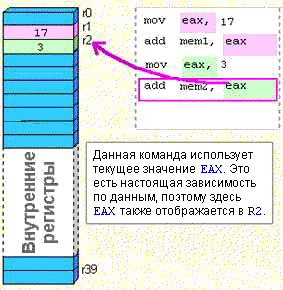 r0
r1
17
r2
3
mov eax, 17
add mem1, eax
mov eax, 3
add mem2, eax
Данная команда использует
текущее значение EAX. Это
есть настоящая зависимость
по данным, поэтому здесь
EAX также отображается в R2.
Внутренние
регистры
r39